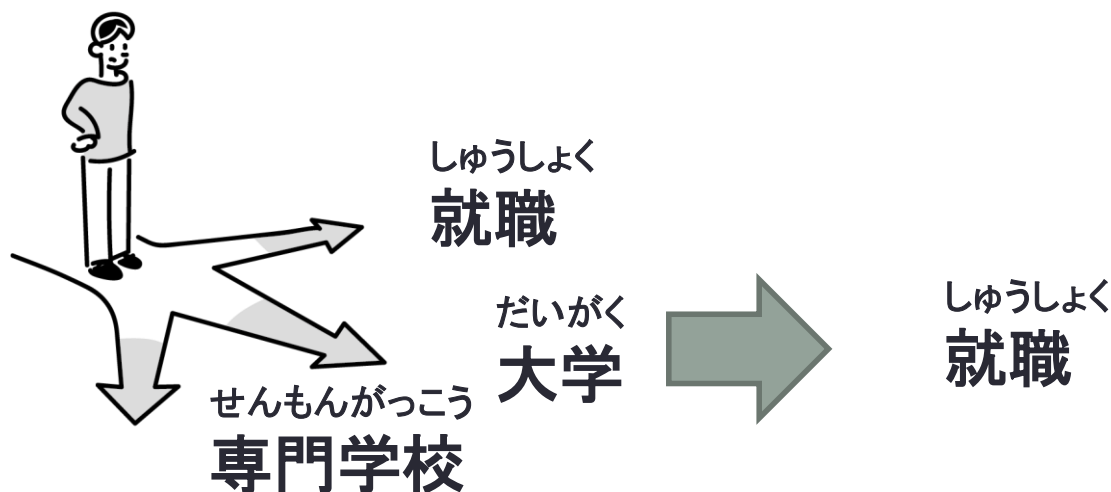 しゅうしょく
就職
だいがく
大学
しゅうしょく
就職
せんもんがっこう
専門学校